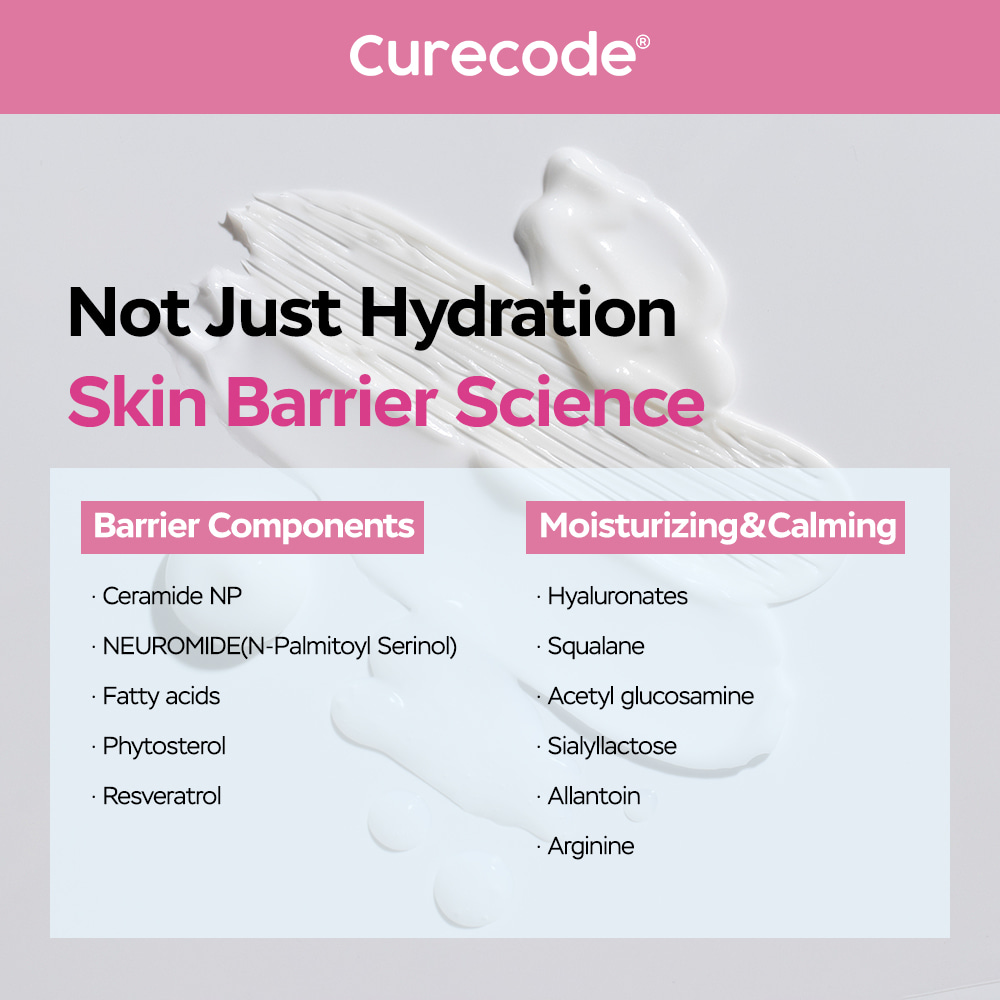 Curecode®
Not Just Hydration
Skin Barrier Science
Barrier Components
· Ceramide NP
· NEUROMIDE(N-Palmitoyl Serinol)
· Fatty acids
· Phytosterol
· Resveratrol
Moisturizing&Calming
· Hyaluronates
· Squalane
· Acetyl glucosamine
· Sialyllactose
· Allantoin
· Arginine